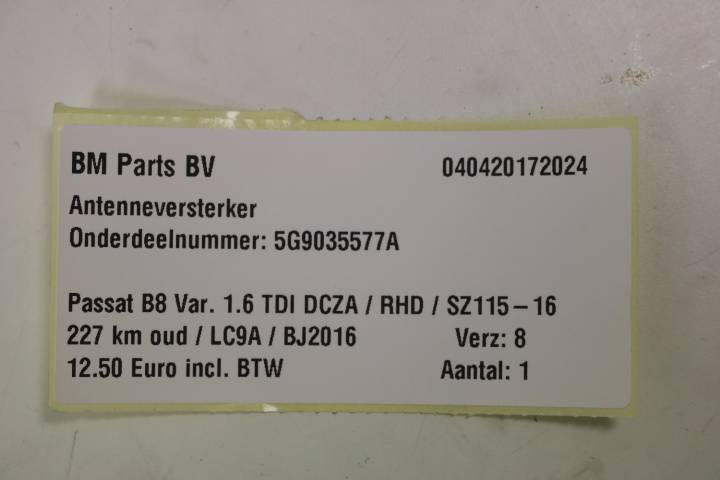 BM Parts BV 040420172024
Antenneversterker
Onderdeelnummer: 5G9035577A
Passat B8 Var. 1.6 TDI DCZA / RHD / SZ115-16
227 km oud / LC9A / BJ2016 Verz: 8
12.50 Euro incl. BTW Aantal: 1